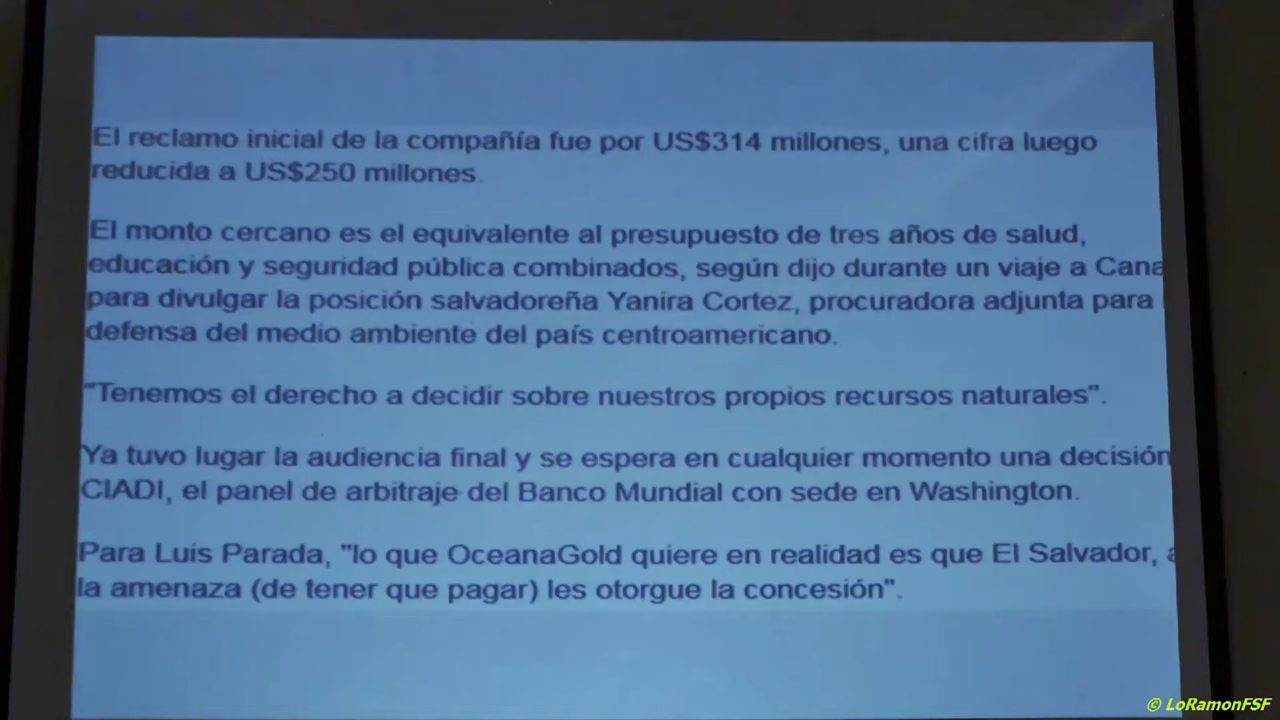 El reclamo inicial de la compañía fue por US$314 millones, una cifra luego
reducida a US$250 millones.
El monto cercano es el equivalente al presupuesto de tres años de salud,
educación y seguridad pública combinados, según dijo durante un viaje a
para divulgar la posición salvadoreña Yanira Cortez, procuradora adjunta para
defensa del medio ambiente del país centroamericano.
"Tenemos el derecho a decidir sobre nuestros propios recursos naturales".
Ya tuvo lugar la audiencia final y se espera en cualquier momento una decisión
CIADI, el panel de arbitraje del Banco Mundial con sede en Washington.
Para Luís Parada, "lo que OceanaGold quiere en realidad es que El Salvador,
la amenaza (de tener que pagar) les otorgue la concesión".
© LoRamonFSF